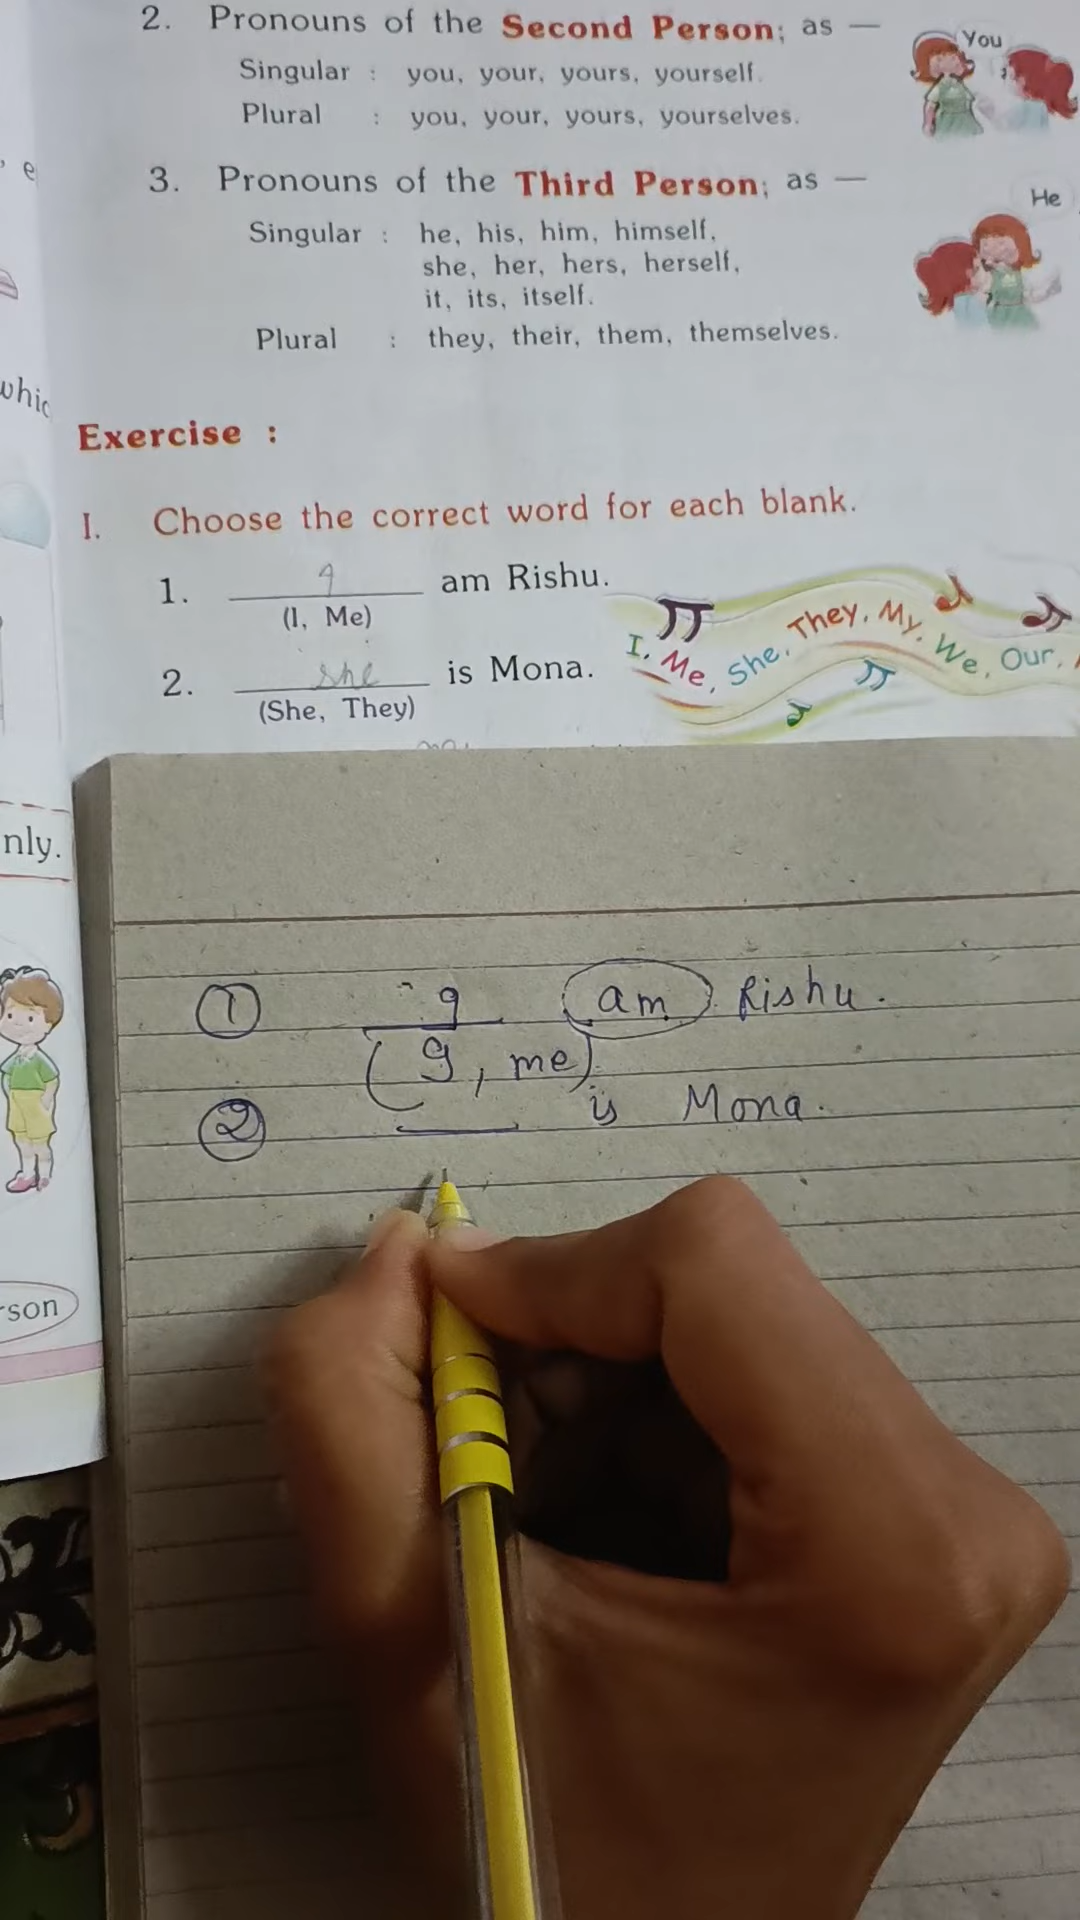 2. Pronouns of the Second Person; as —
You
Singular : you, your, yours, yourself.
Plural : you, your, yours, yourselves.
3. Pronouns of the Third Person; as —
He
Singular : he, his, him, himself,
she, her, hers, herself,
it, its, itself.
Plural : they, their, them, themselves.
Exercise :
I. Choose the correct word for each blank.
1. I am Rishu.
(I, Me)
2. she is Mona.
(She, They)
I, Me, She, They, My, We, Our,
nly.
rson
1 I am Rishu.
(I, me)
2 ___ is Mona.